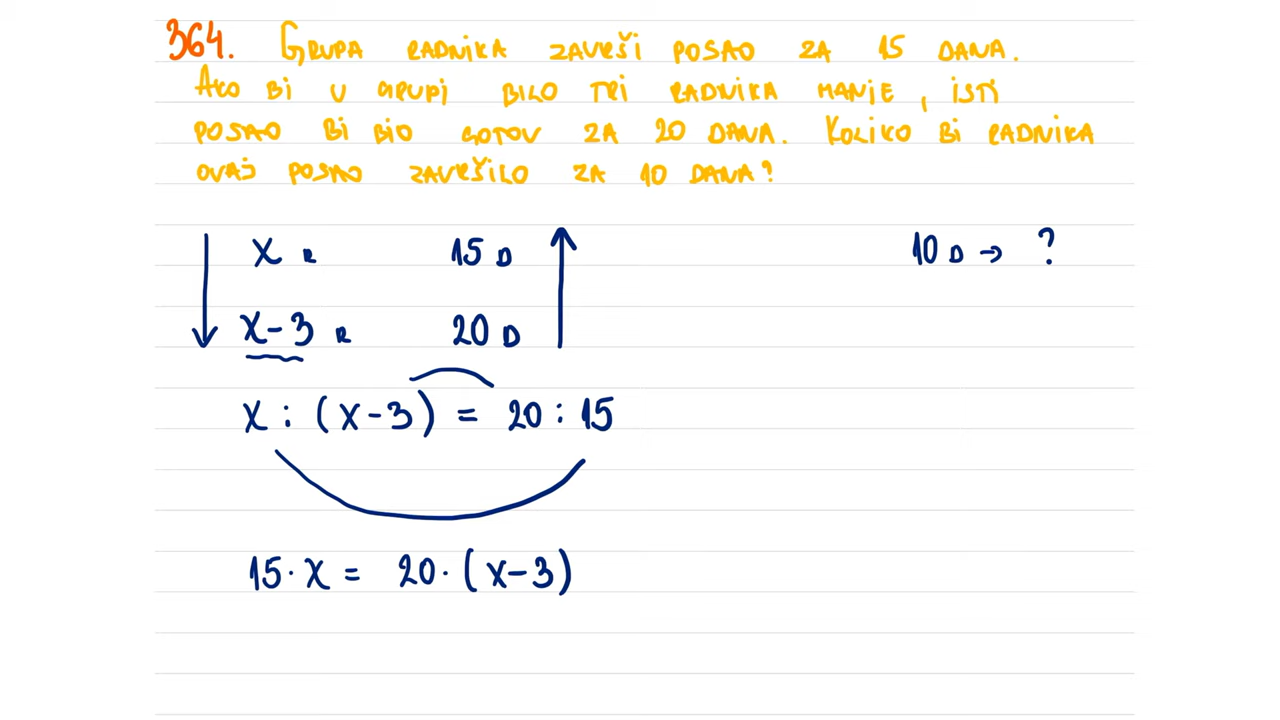 364. GRUPA RADNIKA ZAVRŠI POSAO ZA 15 DANA.
AKO BI U GRUPI BILO TRI RADNIKA MANJE, ISTI
POSAO BI BIO GOTOV ZA 20 DANA. KOLIKO BI RADNIKA
OVAJ POSAO ZAVRŠILO ZA 10 DANA?
X R 15 D 10 D → ?
X-3 R 20 D
X : (X-3) = 20 : 15
15 · X = 20 · (X-3)